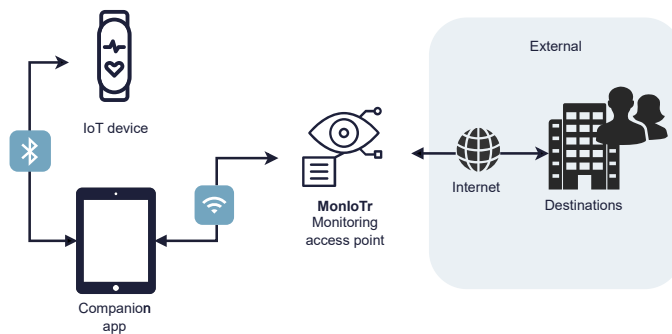 External
IoT device
Internet
Destinations
MonIoTr
Monitoring
access point
Companion
app